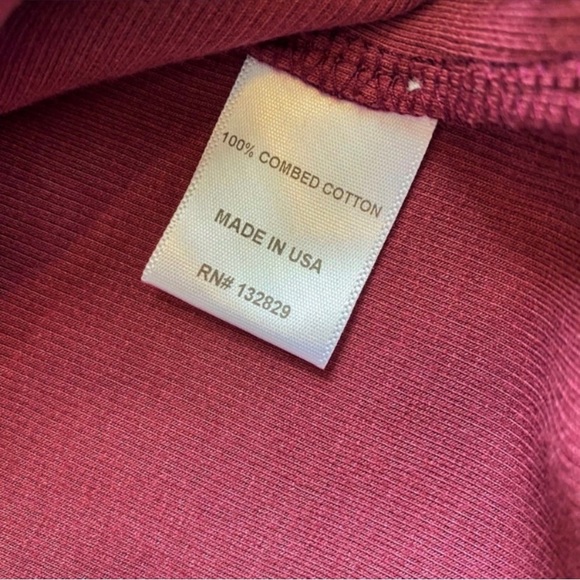 100% COMBED COTTON
MADE IN USA
RN# 132829